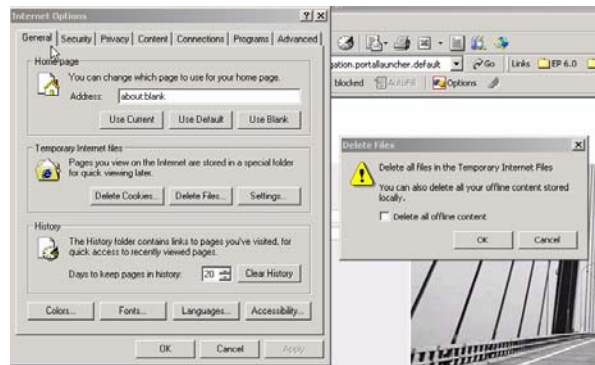 Internet Options
General Security Privacy Content Connections Programs Advanced
Home page
You can change which page to use for your home page.
Address: about:blank
Use Current Use Default Use Blank
Temporary Internet files
Pages you view on the Internet are stored in a special folder
for quick viewing later.
Delete Cookies... Delete Files... Settings...
History
The History folder contains links to pages you've visited, for
quick access to recently viewed pages.
Days to keep pages in history: 20 Clear History
Colors... Fonts... Languages... Accessibility...
OK Cancel Apply
gation.portallauncher.default Go Links EP 6.0
blocked AutoFill Options
Delete Files
Delete all files in the Temporary Internet Files
You can also delete all your offline content stored
locally.
Delete all offline content
OK Cancel